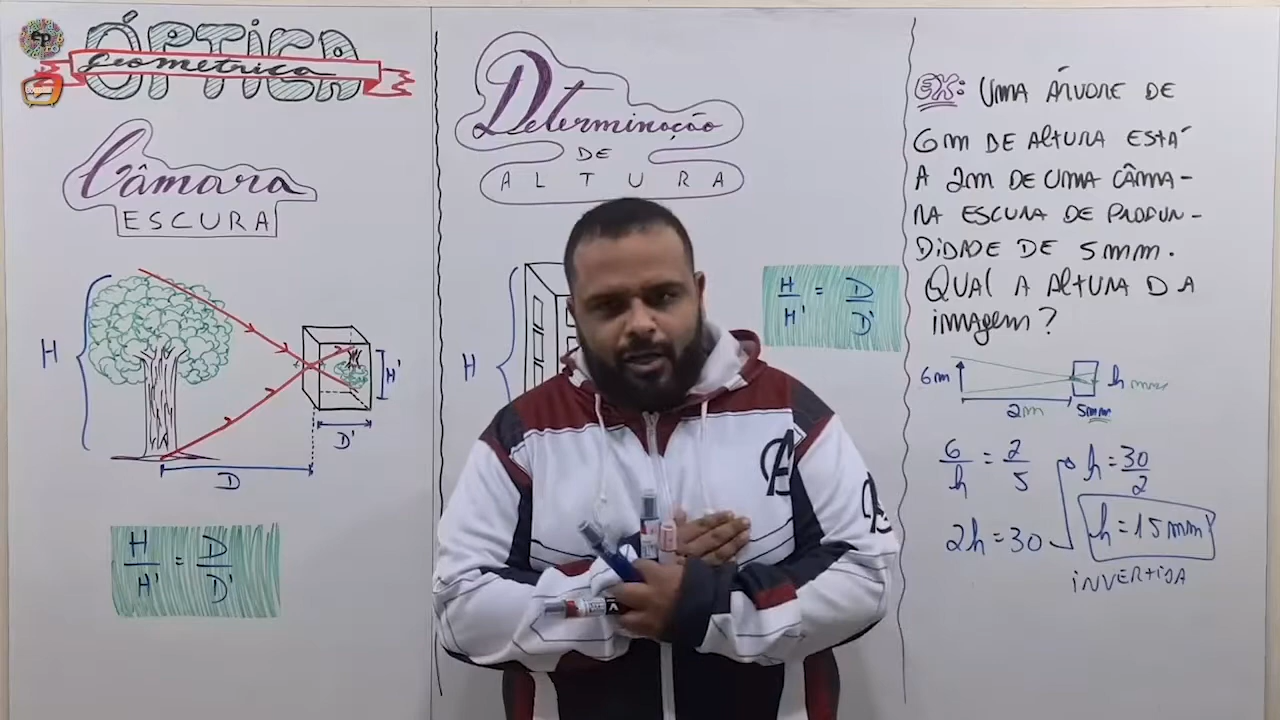 ÓPTICA
Geométrica
Câmara
ESCURA
H
H'
D'
D
H/H' = D/D'
Determinação
DE
ALTURA
H
H/H' = D/D'
EX: UMA ÁRVORE DE
6m DE ALTURA ESTÁ
A 2m DE UMA CÂMA-
RA ESCURA DE PROFUN-
DIDADE DE 5mm.
QUAL A ALTURA DA
imagem?
6m
h mm
2m
5mm
6/h = 2/5
h = 30/2
2h = 30
h = 15mm
iNVERTIDA
A
A